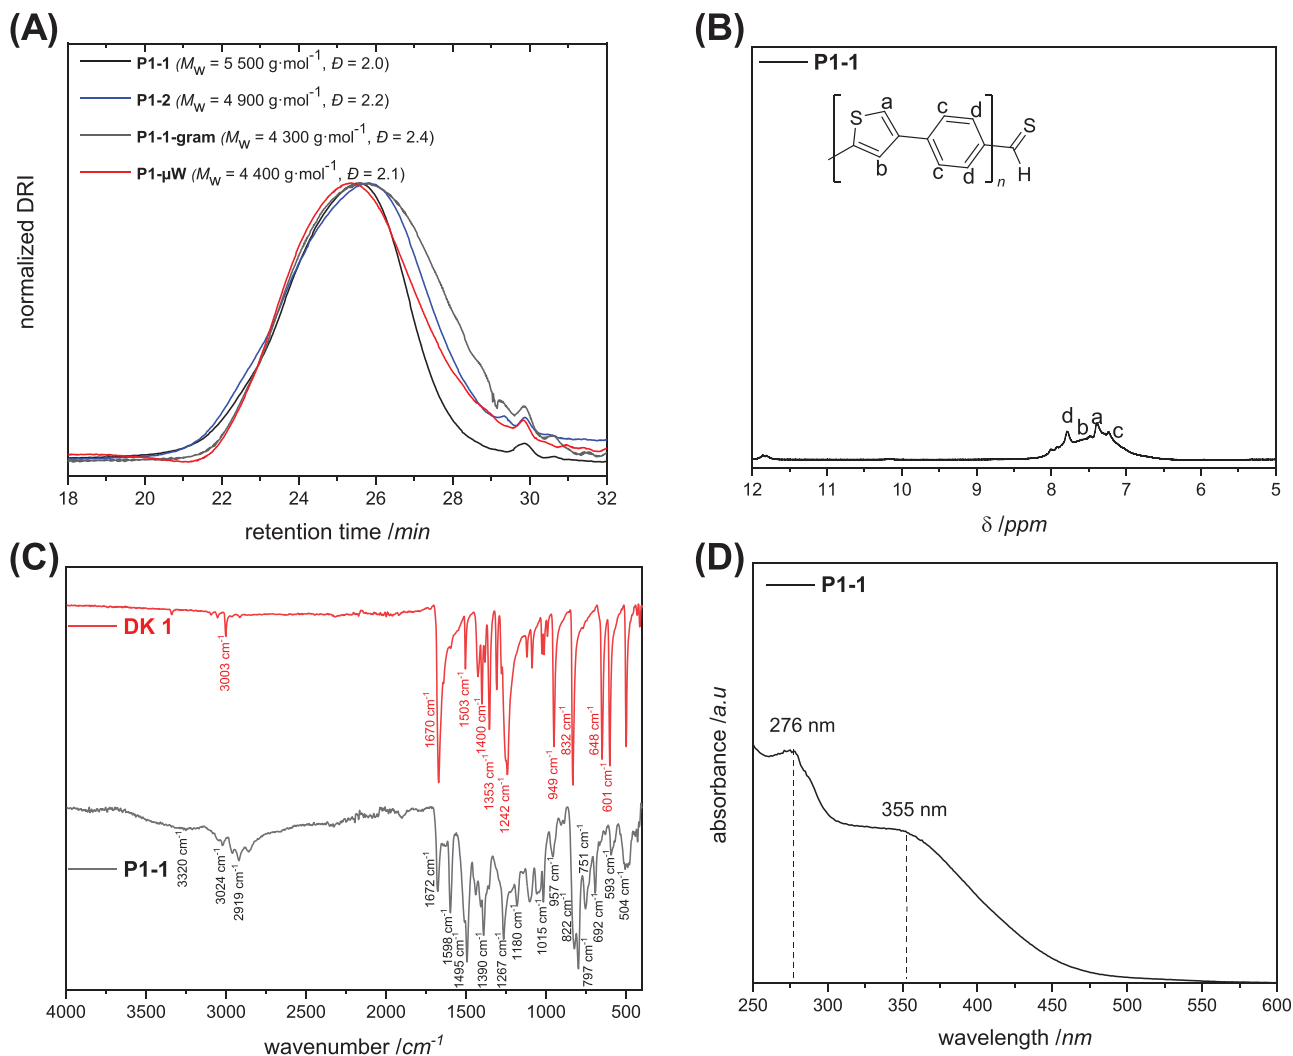 (A)
P1-1 (Mw = 5 500 g·mol-1, Đ = 2.0)
P1-2 (Mw = 4 900 g·mol-1, Đ = 2.2)
P1-1-gram (Mw = 4 300 g·mol-1, Đ = 2.4)
P1-µW (Mw = 4 400 g·mol-1, Đ = 2.1)
normalized DRI
18 20 22 24 26 28 30 32
retention time /min
(B)
P1-1
a
c
d
S
S
b
c
d
n
H
d
b
a
c
12 11 10 9 8 7 6 5
δ /ppm
(C)
DK 1
3003 cm-1
1670 cm-1
1503 cm-1
1400 cm-1
1353 cm-1
1242 cm-1
949 cm-1
832 cm-1
648 cm-1
601 cm-1
P1-1
3320 cm-1
3024 cm-1
2919 cm-1
1672 cm-1
1598 cm-1
1495 cm-1
1390 cm-1
1267 cm-1
1180 cm-1
1015 cm-1
957 cm-1
822 cm-1
797 cm-1
751 cm-1
692 cm-1
593 cm-1
504 cm-1
4000 3500 3000 2500 2000 1500 1000 500
wavenumber /cm-1
(D)
P1-1
276 nm
355 nm
absorbance /a.u
250 300 350 400 450 500 550 600
wavelength /nm